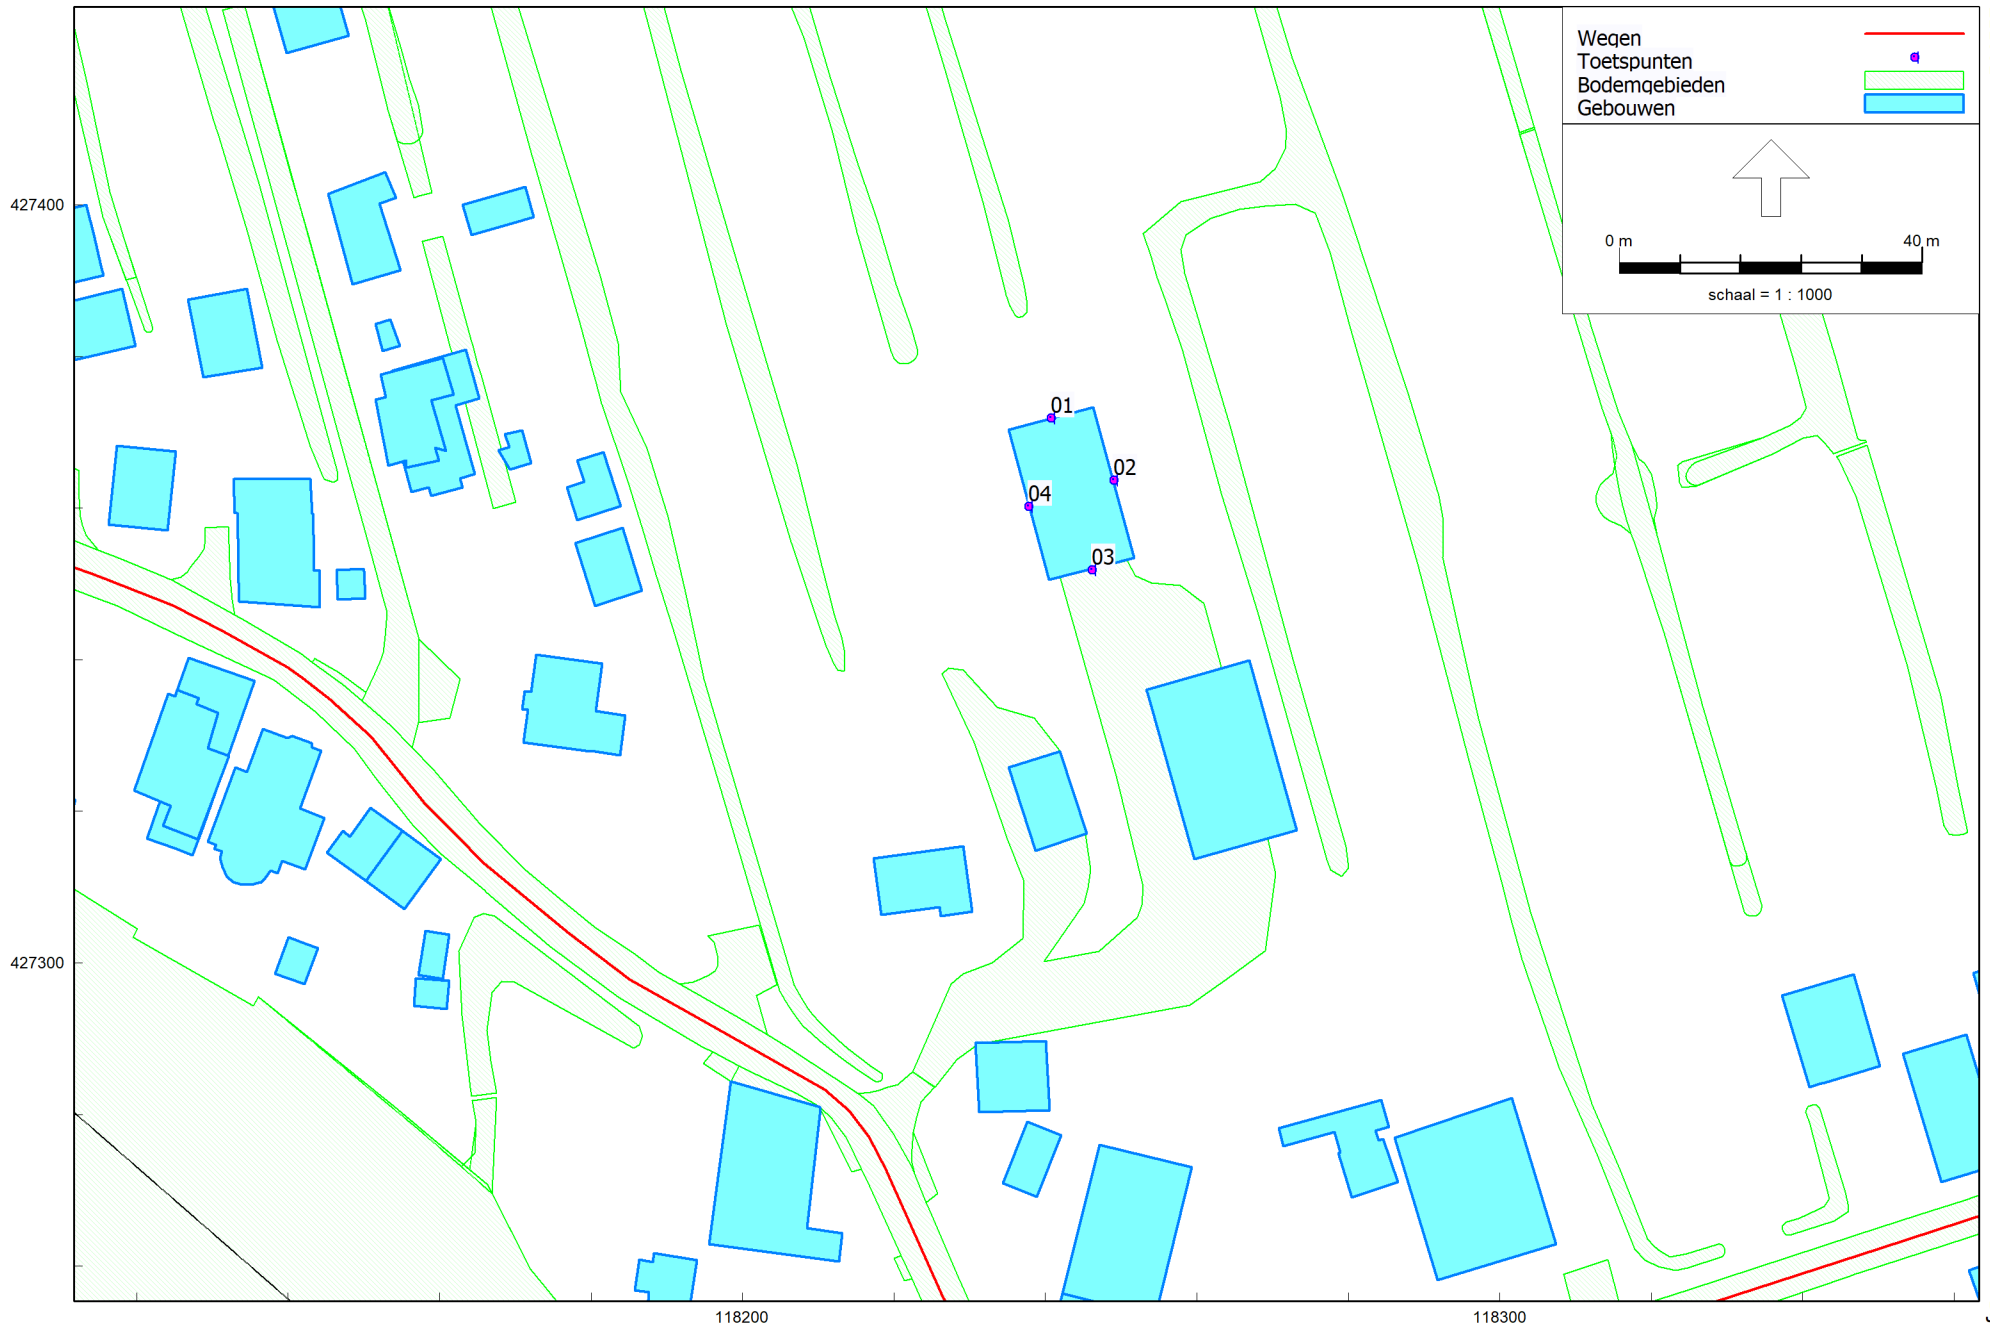 Wegen
Toetspunten
Bodemgebieden
Gebouwen
0 m 40 m
schaal = 1 : 1000
427400
01
02
04
03
427300
118200 118300